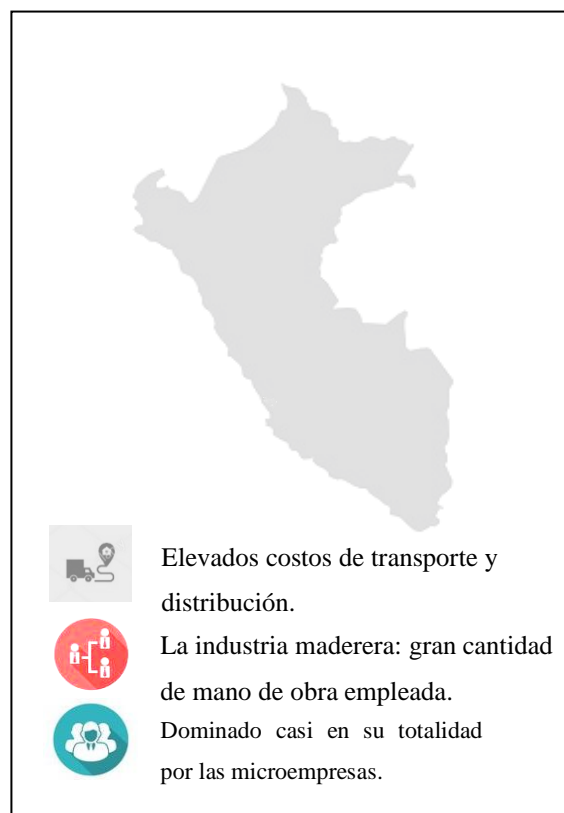 Elevados costos de transporte y
distribución.
La industria maderera: gran cantidad
de mano de obra empleada.
Dominado casi en su totalidad
por las microempresas.